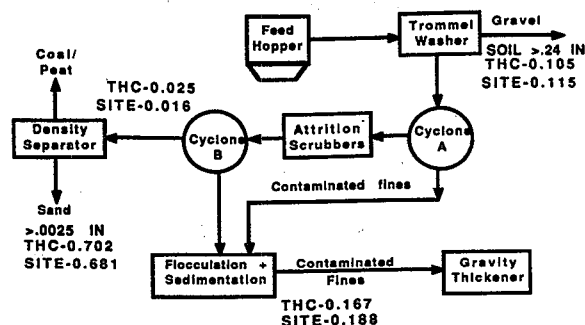 Feed
Hopper
Trommel
Washer
Gravel
SOIL >.24 IN
THC-0.105
SITE-0.115
Coal/
Peat
THC-0.025
SITE-0.016
Density
Separator
Cyclone
B
Attrition
Scrubbers
Cyclone
A
Contaminated fines
Sand
>.0025 IN
THC-0.702
SITE-0.681
Flocculation +
Sedimentation
Contaminated
Fines
THC-0.167
SITE-0.188
Gravity
Thickener